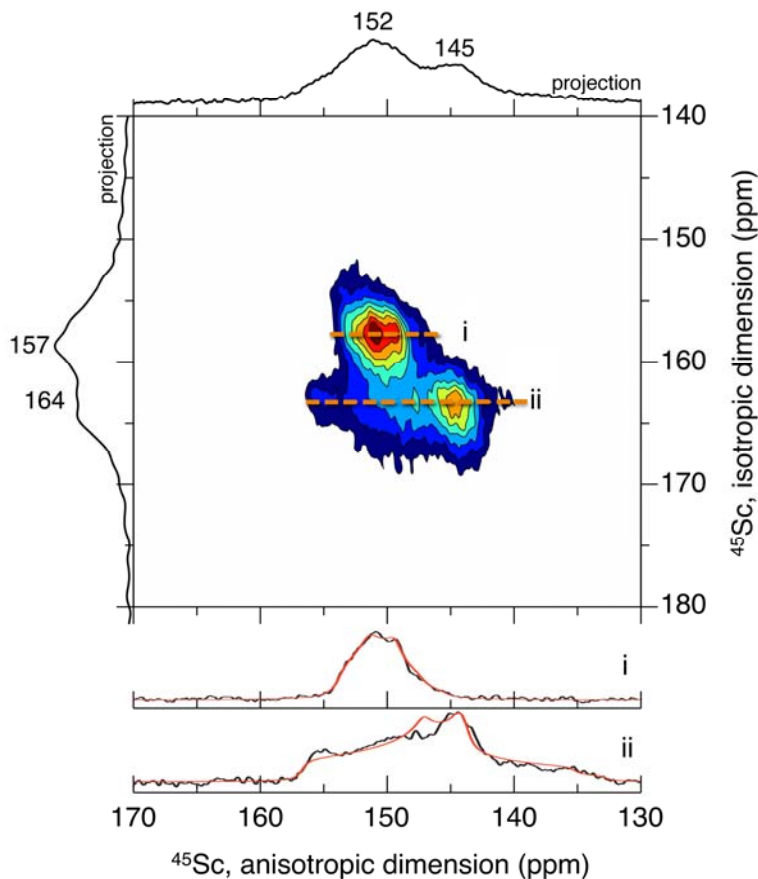 152
145
projection
projection
140
150
160
170
180
157
164
i
ii
⁴⁵Sc, isotropic dimension (ppm)
i
ii
170 160 150 140 130
⁴⁵Sc, anisotropic dimension (ppm)